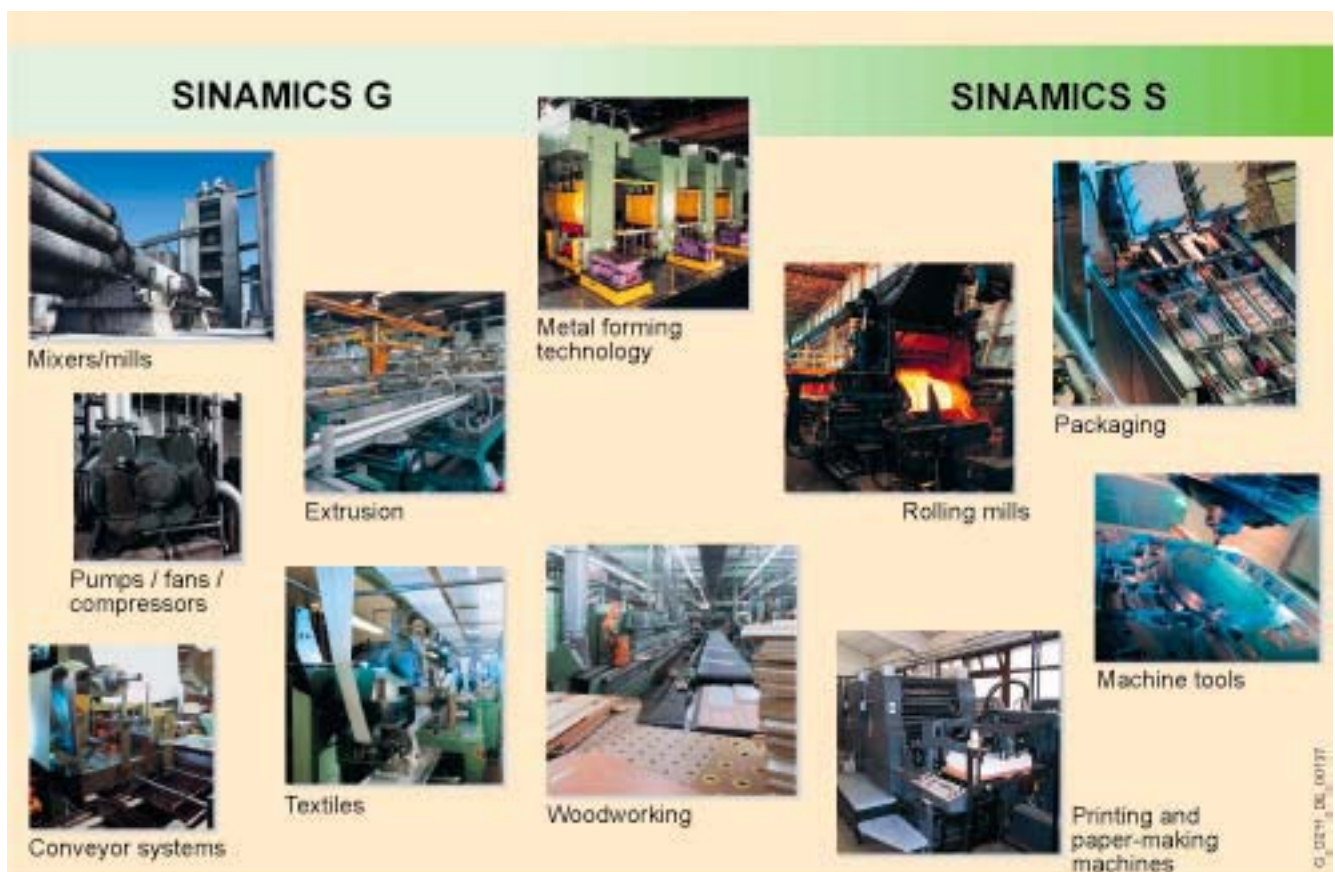 SINAMICS G
SINAMICS S
Mixers/mills
Metal forming
technology
Packaging
Extrusion
Rolling mills
Pumps / fans /
compressors
Machine tools
Textiles
Woodworking
Conveyor systems
Printing and
paper-making
machines